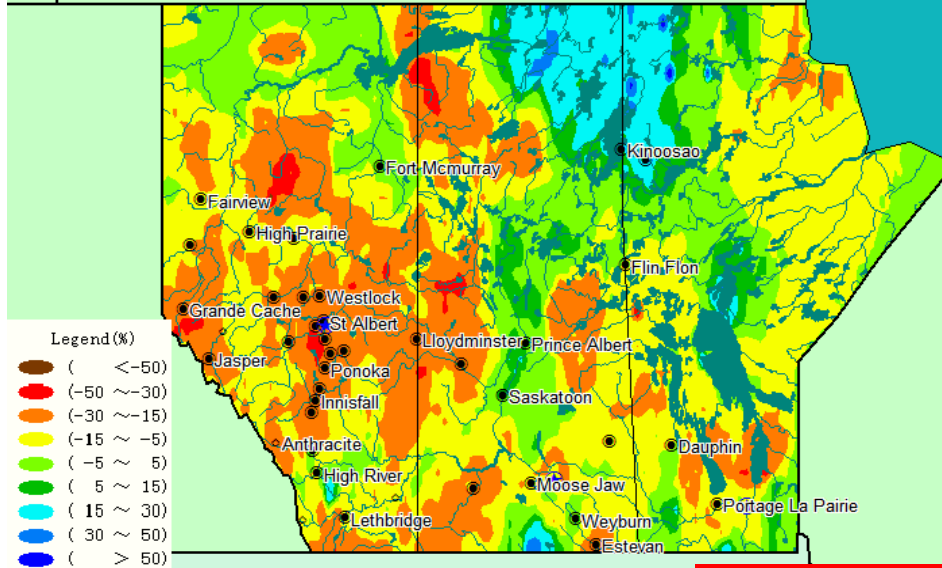 Kinoosao
Fort Mcmurray
Fairview
High Prairie
Flin Flon
Westlock
Grande Cache
St Albert
Lloydminster
Prince Albert
Jasper
Ponoka
Innisfall
Saskatoon
Anthracite
Dauphin
High River
Moose Jaw
Portage La Pairie
Lethbridge
Weyburn
Estevan
Legend(%)
( <-50)
(-50 ~-30)
(-30 ~-15)
(-15 ~ -5)
( -5 ~ 5)
( 5 ~ 15)
( 15 ~ 30)
( 30 ~ 50)
( > 50)